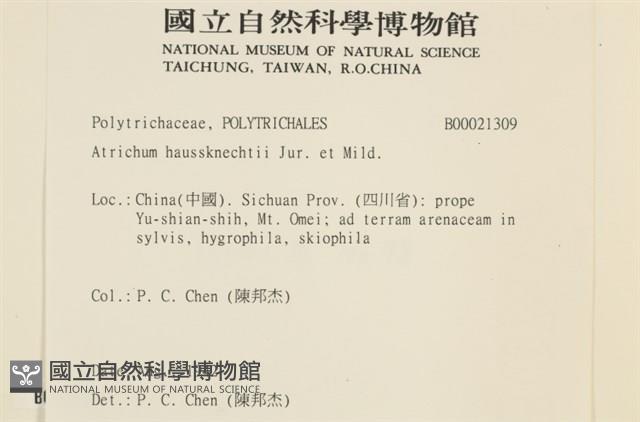 國立自然科學博物館
NATIONAL MUSEUM OF NATURAL SCIENCE
TAICHUNG, TAIWAN, R.O.CHINA
Polytrichaceae, POLYTRICHALES B00021309
Atrichum haussknechtii Jur. et Mild.
Loc.: China(中國). Sichuan Prov. (四川省): prope
Yu-shian-shih, Mt. Omei; ad terram arenaceam in
sylvis, hygrophila, skiophila
Col.: P. C. Chen (陳邦杰)
國立自然科學博物館
NATIONAL MUSEUM OF NATURAL SCIENCE
Det.: P. C. Chen (陳邦杰)